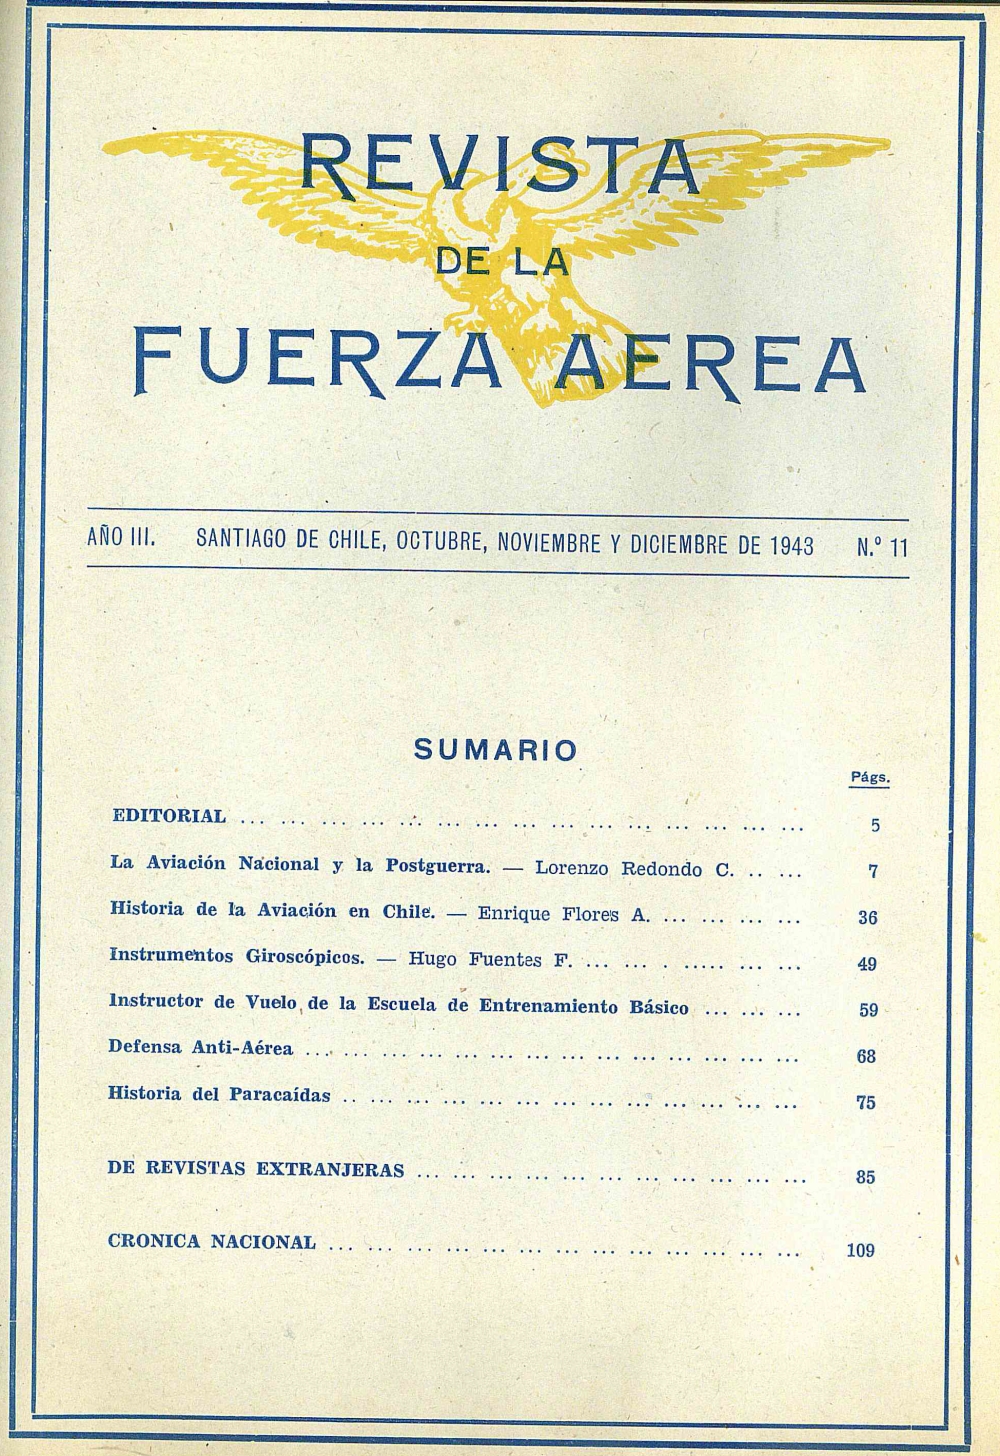 REVISTA
DE LA
FUERZA AEREA
AÑO III. SANTIAGO DE CHILE, OCTUBRE, NOVIEMBRE Y DICIEMBRE DE 1943 N.º 11
SUMARIO
Págs.
EDITORIAL ... ... ... ... ... ... ... ... ... ... ... ... ... ... ... 5
La Aviación Nacional y la Postguerra. — Lorenzo Redondo C. .. ... 7
Historia de la Aviación en Chile. — Enrique Flores A. ... ... ... ... 36
Instrumentos Giroscópicos. — Hugo Fuentes F. ... ... . ..... ... ... 49
Instructor de Vuelo de la Escuela de Entrenamiento Básico ... ... ... 59
Defensa Anti-Aérea ... ... ... ... ... ... ... ... ... ... ... ... ... 68
Historia del Paracaídas .. ... ... ... ... ... ... ... ... ... ... ... 75
DE REVISTAS EXTRANJERAS ... ... ... ... ... ... ... ... ... ... ... 85
CRONICA NACIONAL ... ... ... ... ... ... ... ... ... ... ... ... ... 109